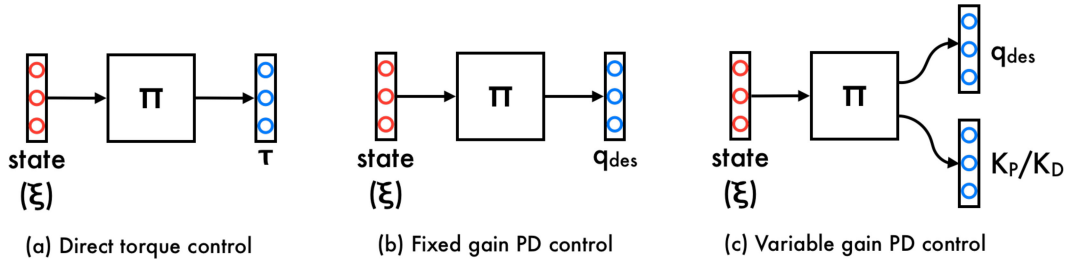 Π
τ
state
(ξ)
(a) Direct torque control
Π
state
(ξ)
qdes
(b) Fixed gain PD control
Π
qdes
KP/KD
state
(ξ)
(c) Variable gain PD control